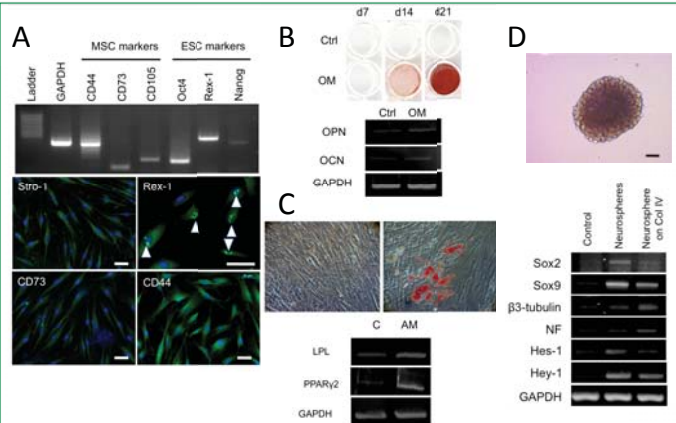 A
MSC markers ESC markers
Ladder
GAPDH
CD44
CD73
CD105
Oct4
Rex-1
Nanog
Stro-1 Rex-1
CD73 CD44
B
d7 d14 d21
Ctrl
OM
Ctrl OM
OPN
OCN
GAPDH
C
C AM
LPL
PPARγ2
GAPDH
D
Control
Neurospheres
Neurosphere
on Col IV
Sox2
Sox9
β3-tubulin
NF
Hes-1
Hey-1
GAPDH